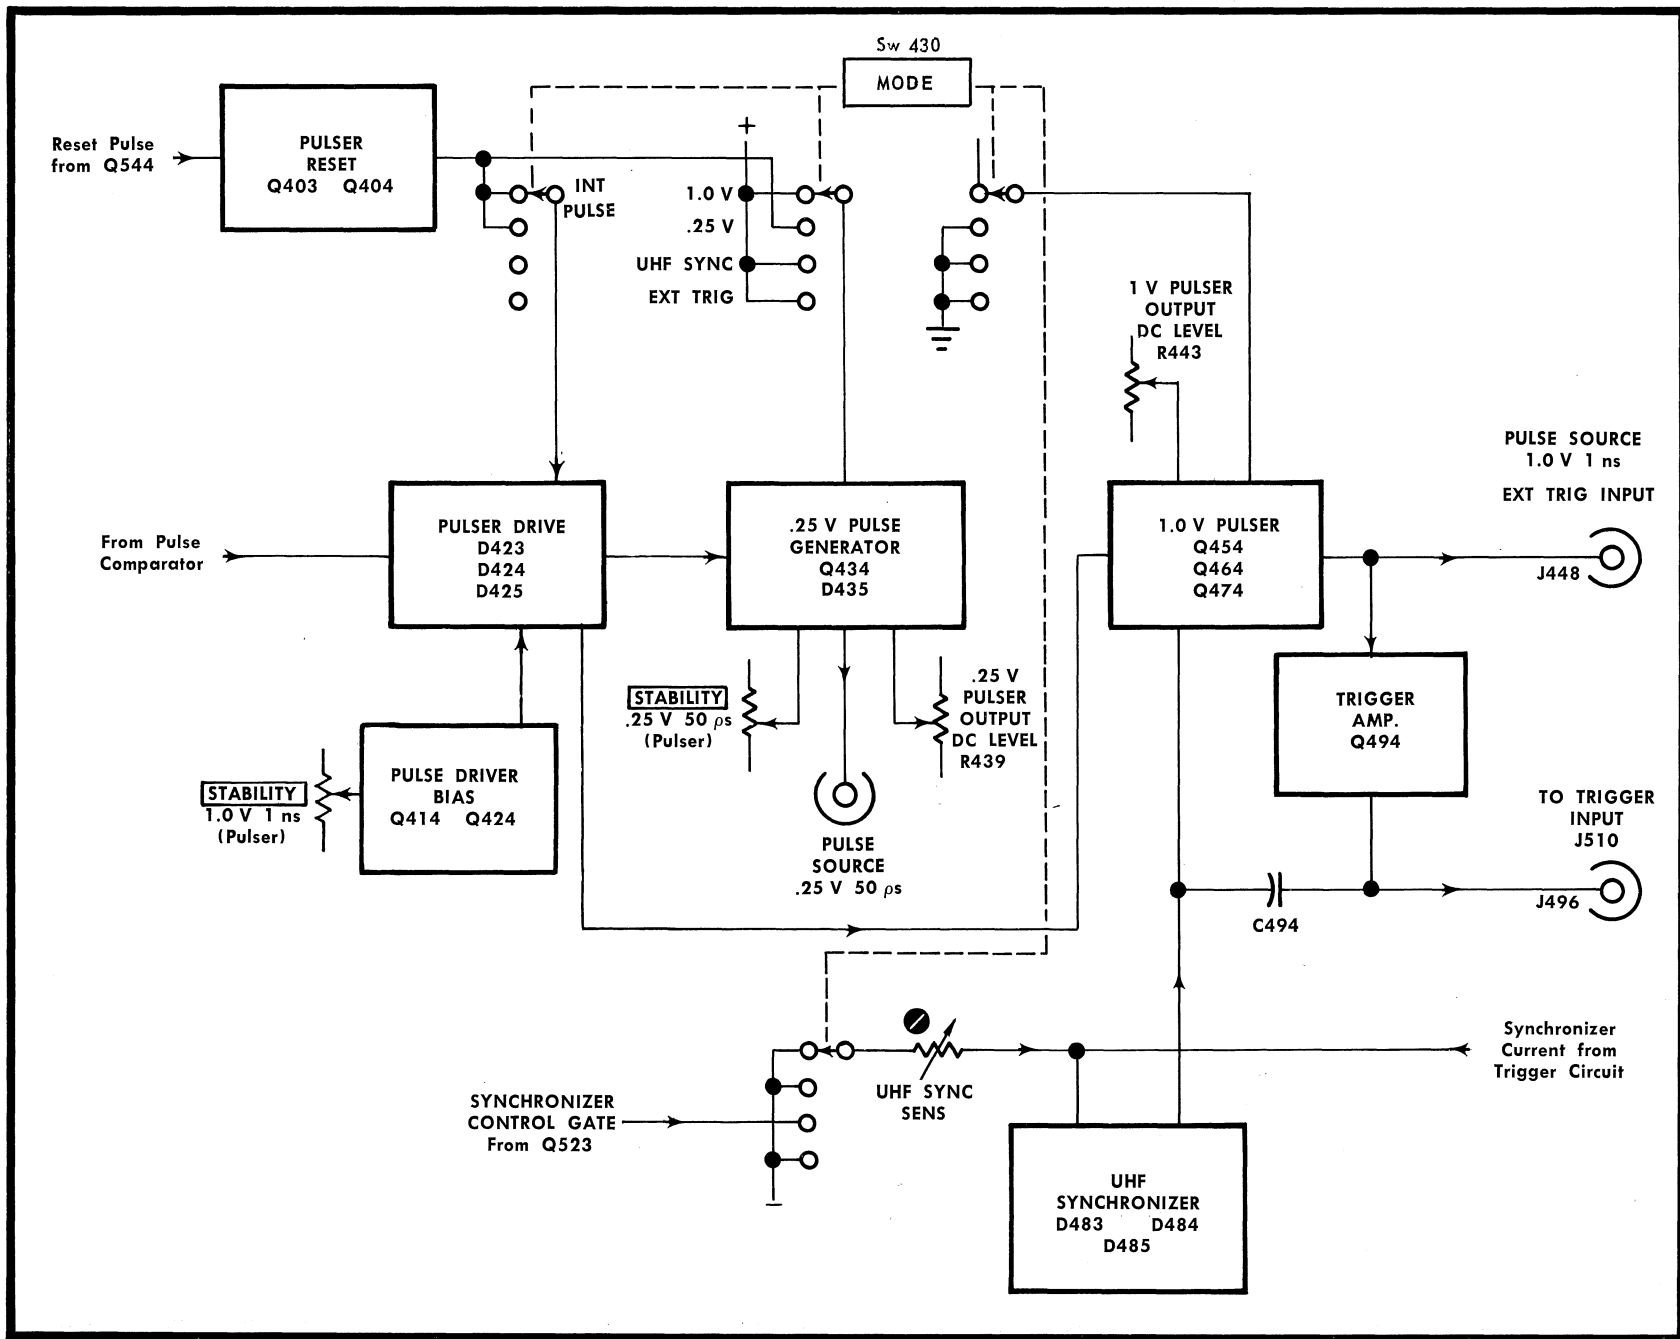 Sw 430
MODE
Reset Pulse
from Q544
PULSER
RESET
Q403 Q404
INT
PULSE
+
1.0 V
.25 V
UHF SYNC
EXT TRIG
1 V PULSER
OUTPUT
DC LEVEL
R443
PULSE SOURCE
1.0 V 1 ns
EXT TRIG INPUT
J448
From Pulse
Comparator
PULSER DRIVE
D423
D424
D425
.25 V PULSE
GENERATOR
Q434
D435
1.0 V PULSER
Q454
Q464
Q474
STABILITY
.25 V 50 ρs
(Pulser)
.25 V
PULSER
OUTPUT
DC LEVEL
R439
TRIGGER
AMP.
Q494
STABILITY
1.0 V 1 ns
(Pulser)
PULSE DRIVER
BIAS
Q414 Q424
PULSE
SOURCE
.25 V 50 ρs
TO TRIGGER
INPUT
J510
J496
C494
SYNCHRONIZER
CONTROL GATE
From Q523
UHF SYNC
SENS
Synchronizer
Current from
Trigger Circuit
UHF
SYNCHRONIZER
D483 D484
D485